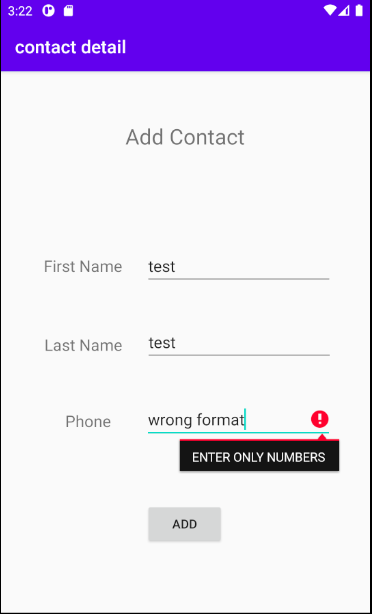 3:22
contact detail
Add Contact
First Name test
Last Name test
Phone wrong format
ENTER ONLY NUMBERS
ADD